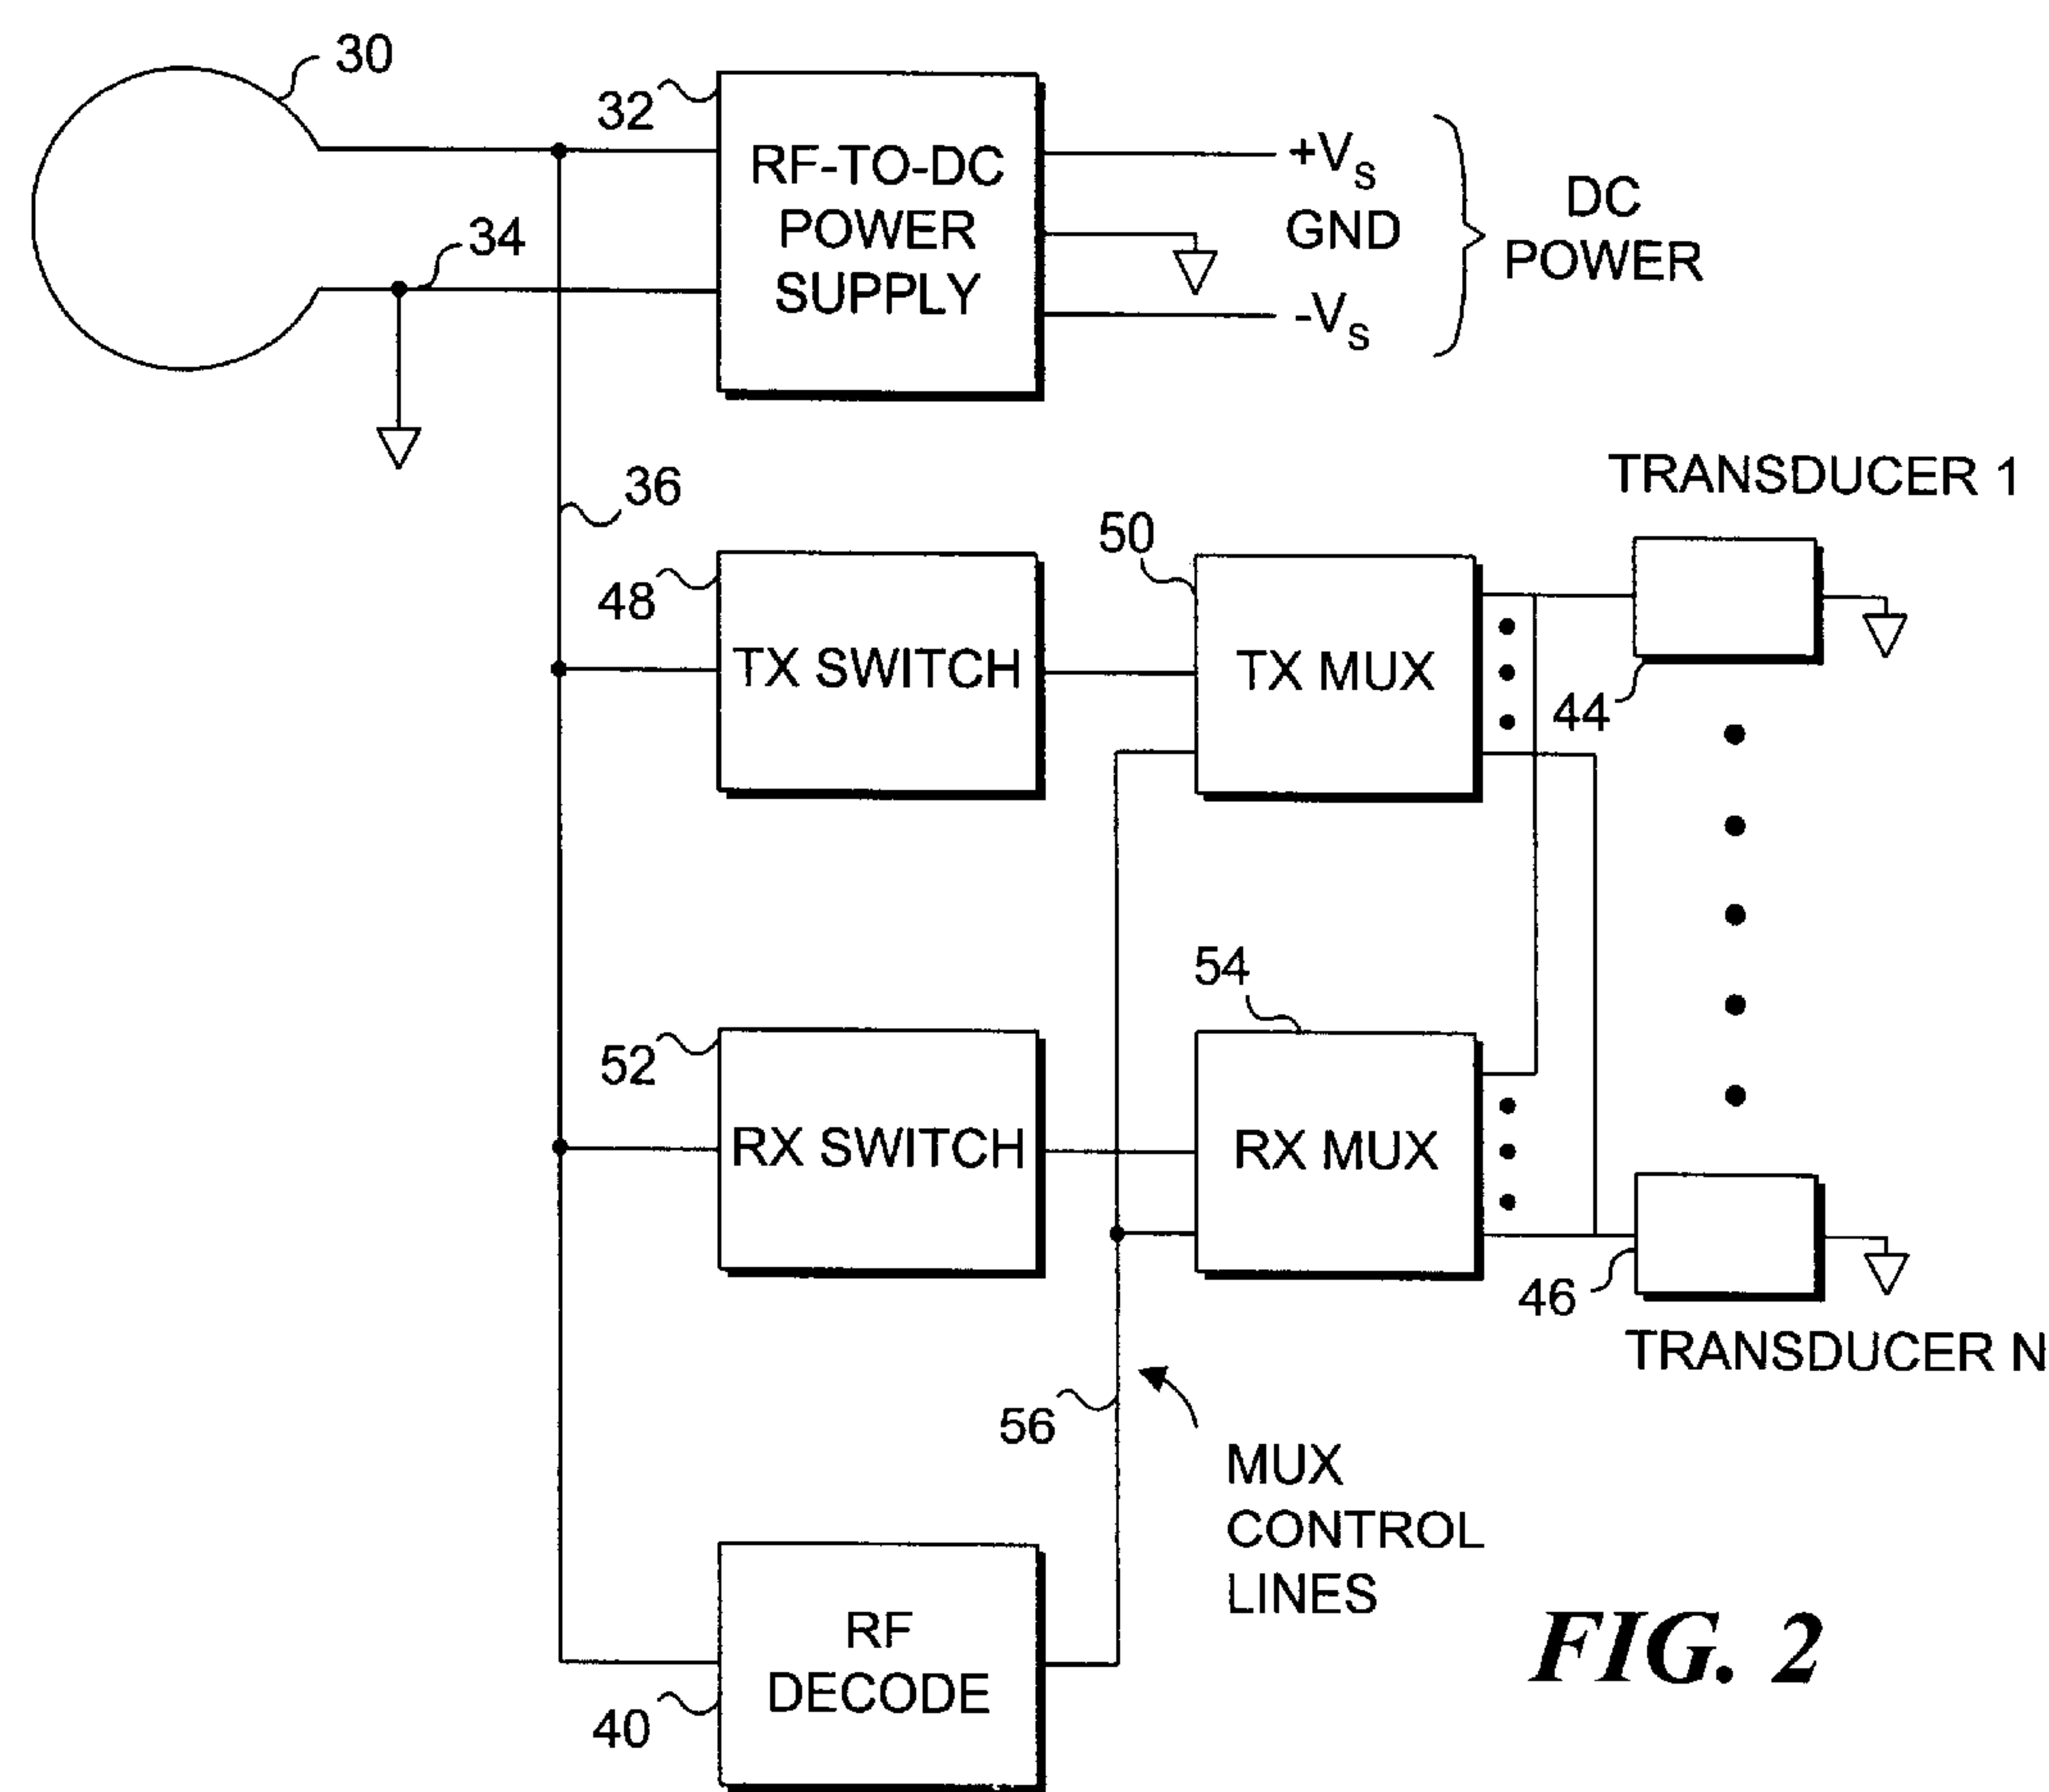 30
32
RF-TO-DC
POWER
SUPPLY
+VS
GND
-VS
DC
POWER
34
36
TRANSDUCER 1
50
48
TX SWITCH
TX MUX
44
54
52
RX SWITCH
RX MUX
46
TRANSDUCER N
56
MUX
CONTROL
LINES
RF
DECODE
40
FIG. 2